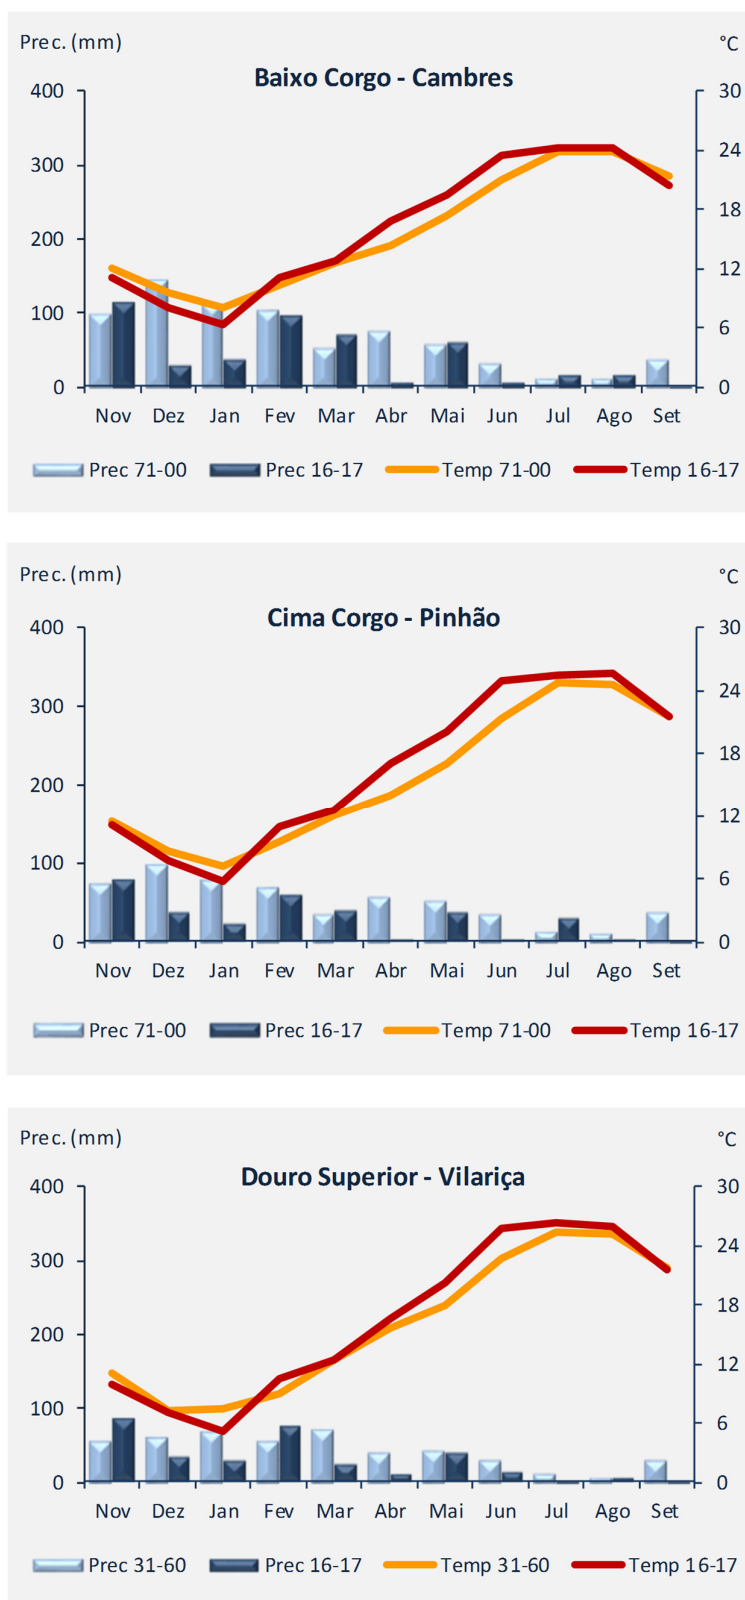 Prec. (mm) °C
Baixo Corgo - Cambres
400 30
300 24
18
200 12
100 6
0 0
Nov Dez Jan Fev Mar Abr Mai Jun Jul Ago Set
Prec 71-00 Prec 16-17 Temp 71-00 Temp 16-17
Prec. (mm) °C
Cima Corgo - Pinhão
400 30
24
300
18
200
12
100 6
0 0
Nov Dez Jan Fev Mar Abr Mai Jun Jul Ago Set
Prec 71-00 Prec 16-17 Temp 71-00 Temp 16-17
Prec. (mm) °C
Douro Superior - Vilariça
400 30
24
300
18
200
12
100
6
0 0
Nov Dez Jan Fev Mar Abr Mai Jun Jul Ago Set
Prec 31-60 Prec 16-17 Temp 31-60 Temp 16-17